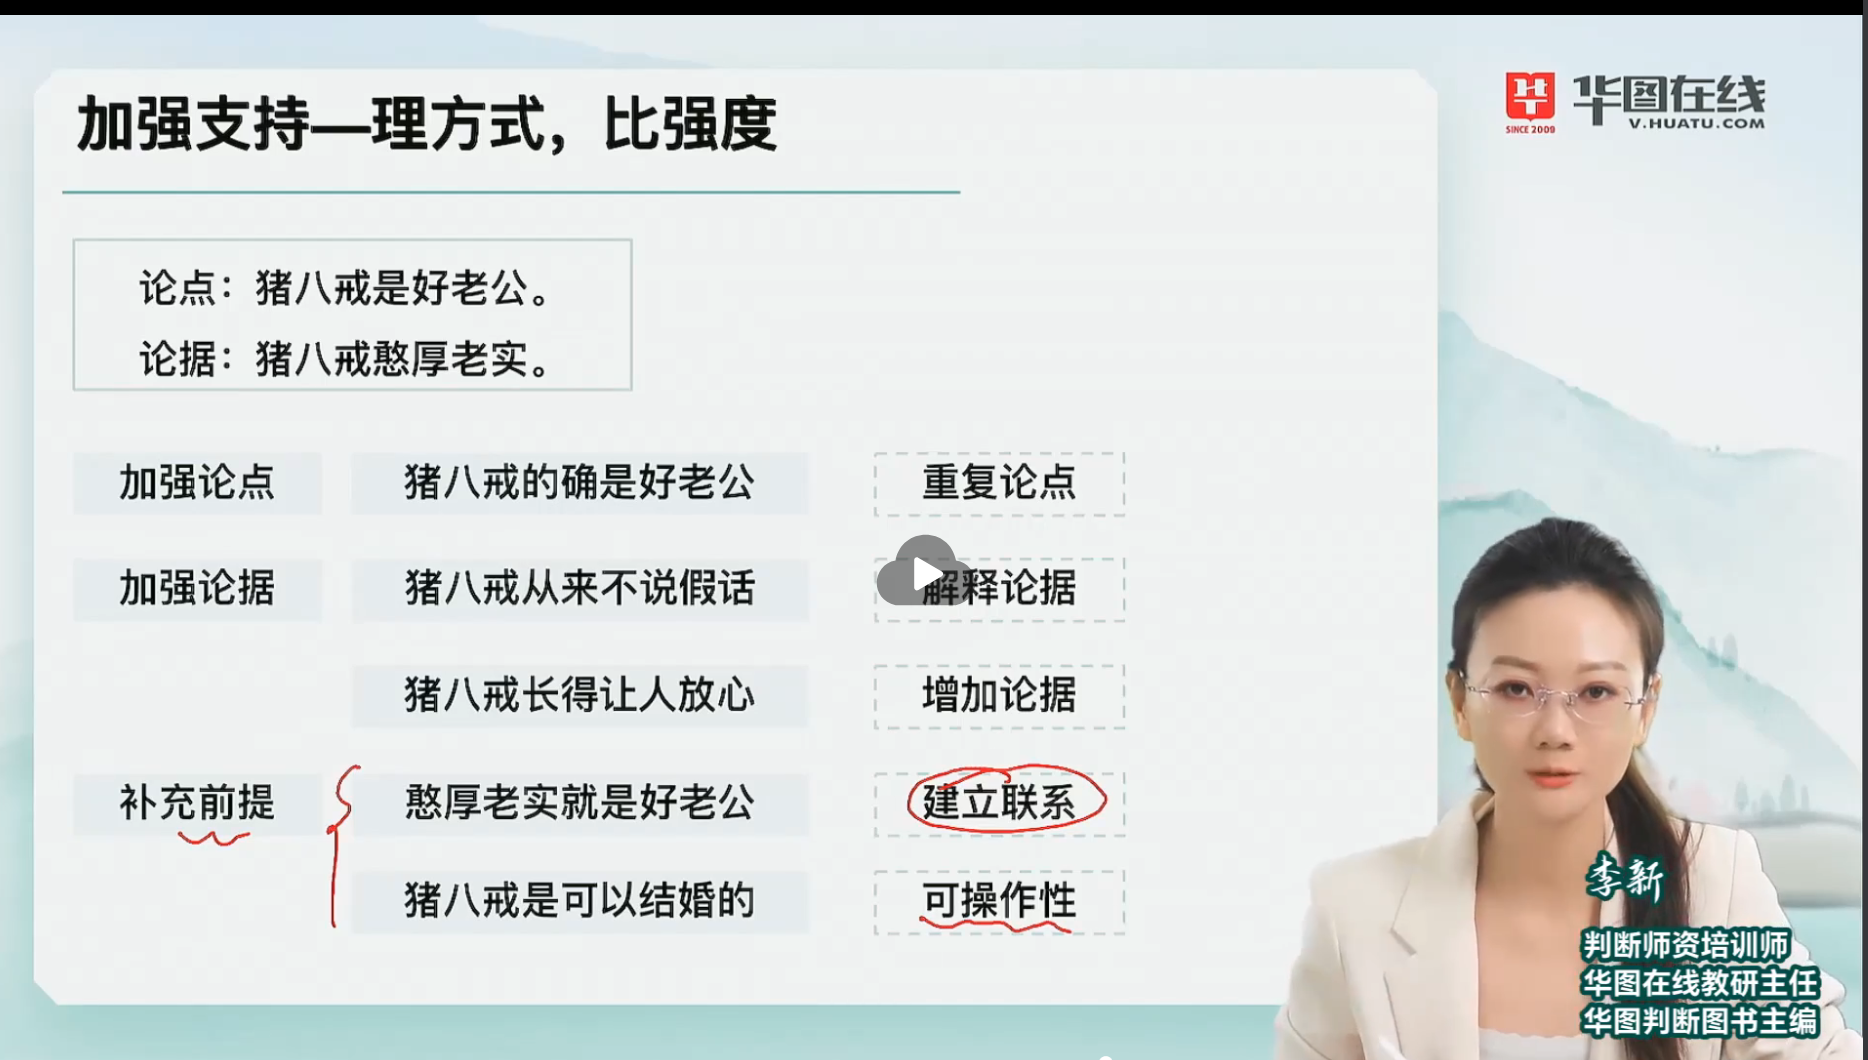 加强支持—理方式，比强度
SINCE 2009
华图在线
V.HUATU.COM
论点：猪八戒是好老公。
论据：猪八戒憨厚老实。
加强论点 猪八戒的确是好老公 重复论点
加强论据 猪八戒从来不说假话 解释论据
猪八戒长得让人放心 增加论据
补充前提 憨厚老实就是好老公 建立联系
猪八戒是可以结婚的 可操作性
李新
判断师资培训师
华图在线教研主任
华图判断图书主编